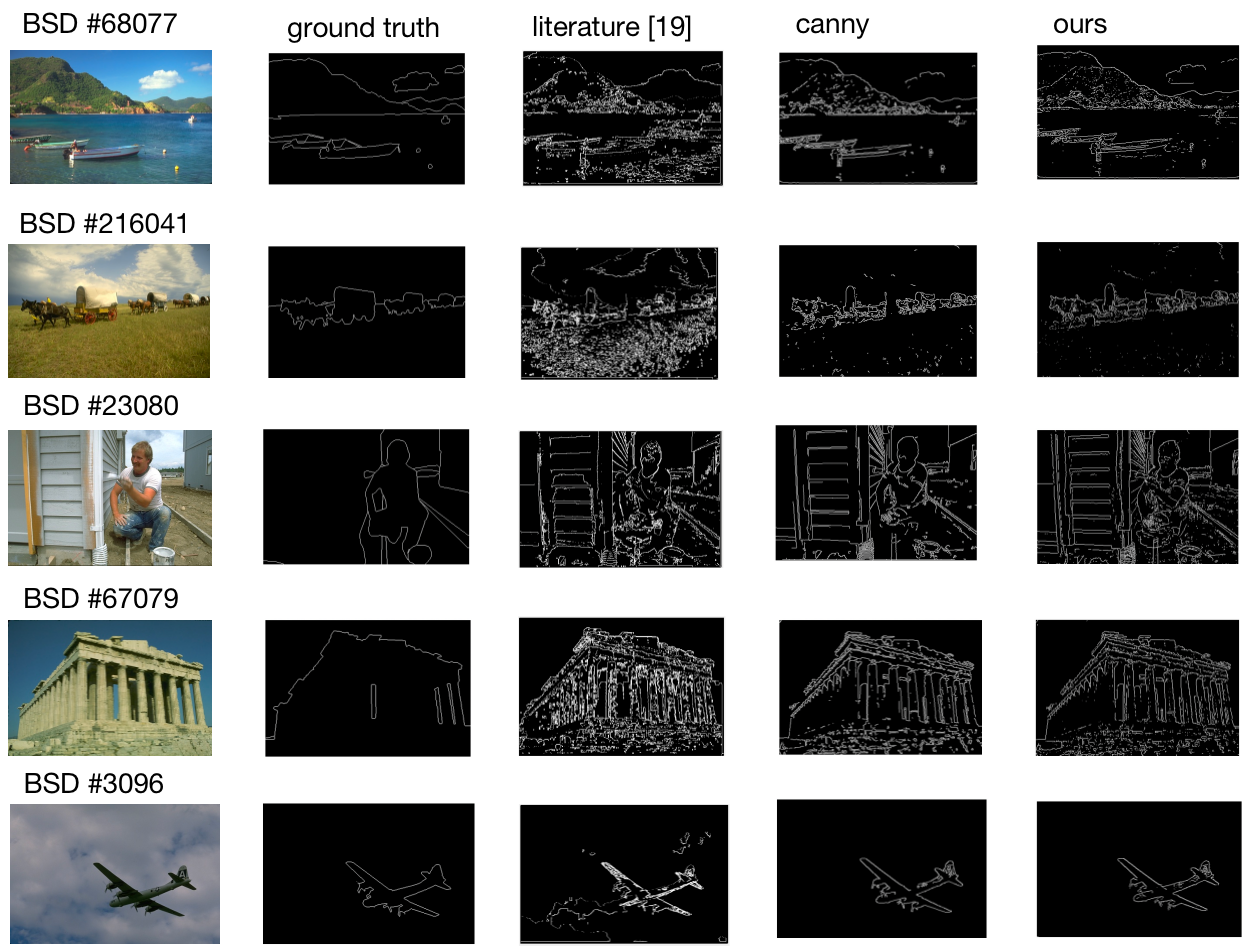 BSD #68077 ground truth literature [19] canny ours
BSD #216041
BSD #23080
BSD #67079
BSD #3096